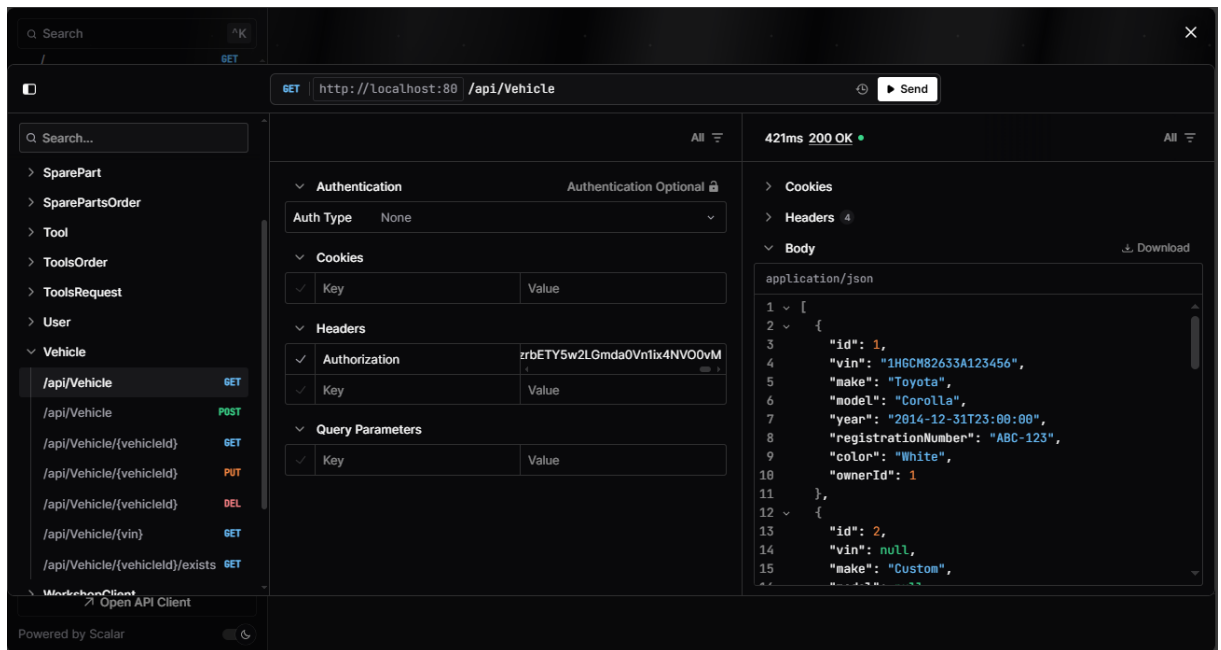 Search ^K
/ GET
GET http://localhost:80 /api/Vehicle Send
Search...
SparePart
SparePartsOrder
Tool
ToolsOrder
ToolsRequest
User
Vehicle
/api/Vehicle GET
/api/Vehicle POST
/api/Vehicle/{vehicleId} GET
/api/Vehicle/{vehicleId} PUT
/api/Vehicle/{vehicleId} DEL
/api/Vehicle/{vin} GET
/api/Vehicle/{vehicleId}/exists GET
WorkshopClient
Open API Client
Powered by Scalar
All
Authentication Authentication Optional
Auth Type None
Cookies
Key Value
Headers
Authorization zrbETY5w2LGmda0Vn1ix4NVO0vM
Key Value
Query Parameters
Key Value
421ms 200 OK All
Cookies
Headers 4
Body Download
application/json
1 [
2 {
3 "id": 1,
4 "vin": "1HGCM82633A123456",
5 "make": "Toyota",
6 "model": "Corolla",
7 "year": "2014-12-31T23:00:00",
8 "registrationNumber": "ABC-123",
9 "color": "White",
10 "ownerId": 1
11 },
12 {
13 "id": 2,
14 "vin": null,
15 "make": "Custom",